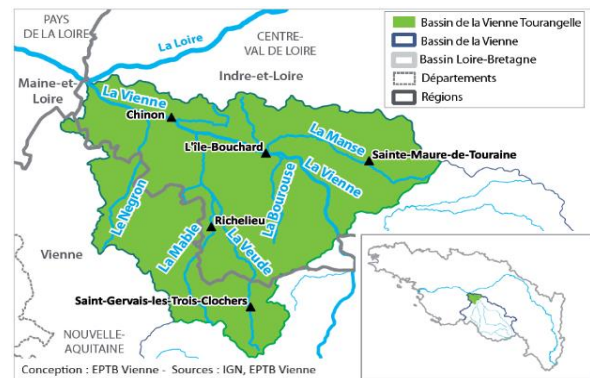 PAYS
DE LA LOIRE
La Loire
CENTRE-
VAL DE LOIRE
Indre-et-Loire
Maine-et-
Loire
La Vienne
Chinon
L'île-Bouchard
La Manse
Sainte-Maure-de-Touraine
La Vienne
La Bourouse
Le Negron
Richelieu
La Mable
La Veude
Vienne
Saint-Gervais-les-Trois-Clochers
NOUVELLE-
AQUITAINE
Conception : EPTB Vienne - Sources : IGN, EPTB Vienne
Bassin de la Vienne Tourangelle
Bassin de la Vienne
Bassin Loire-Bretagne
Départements
Régions